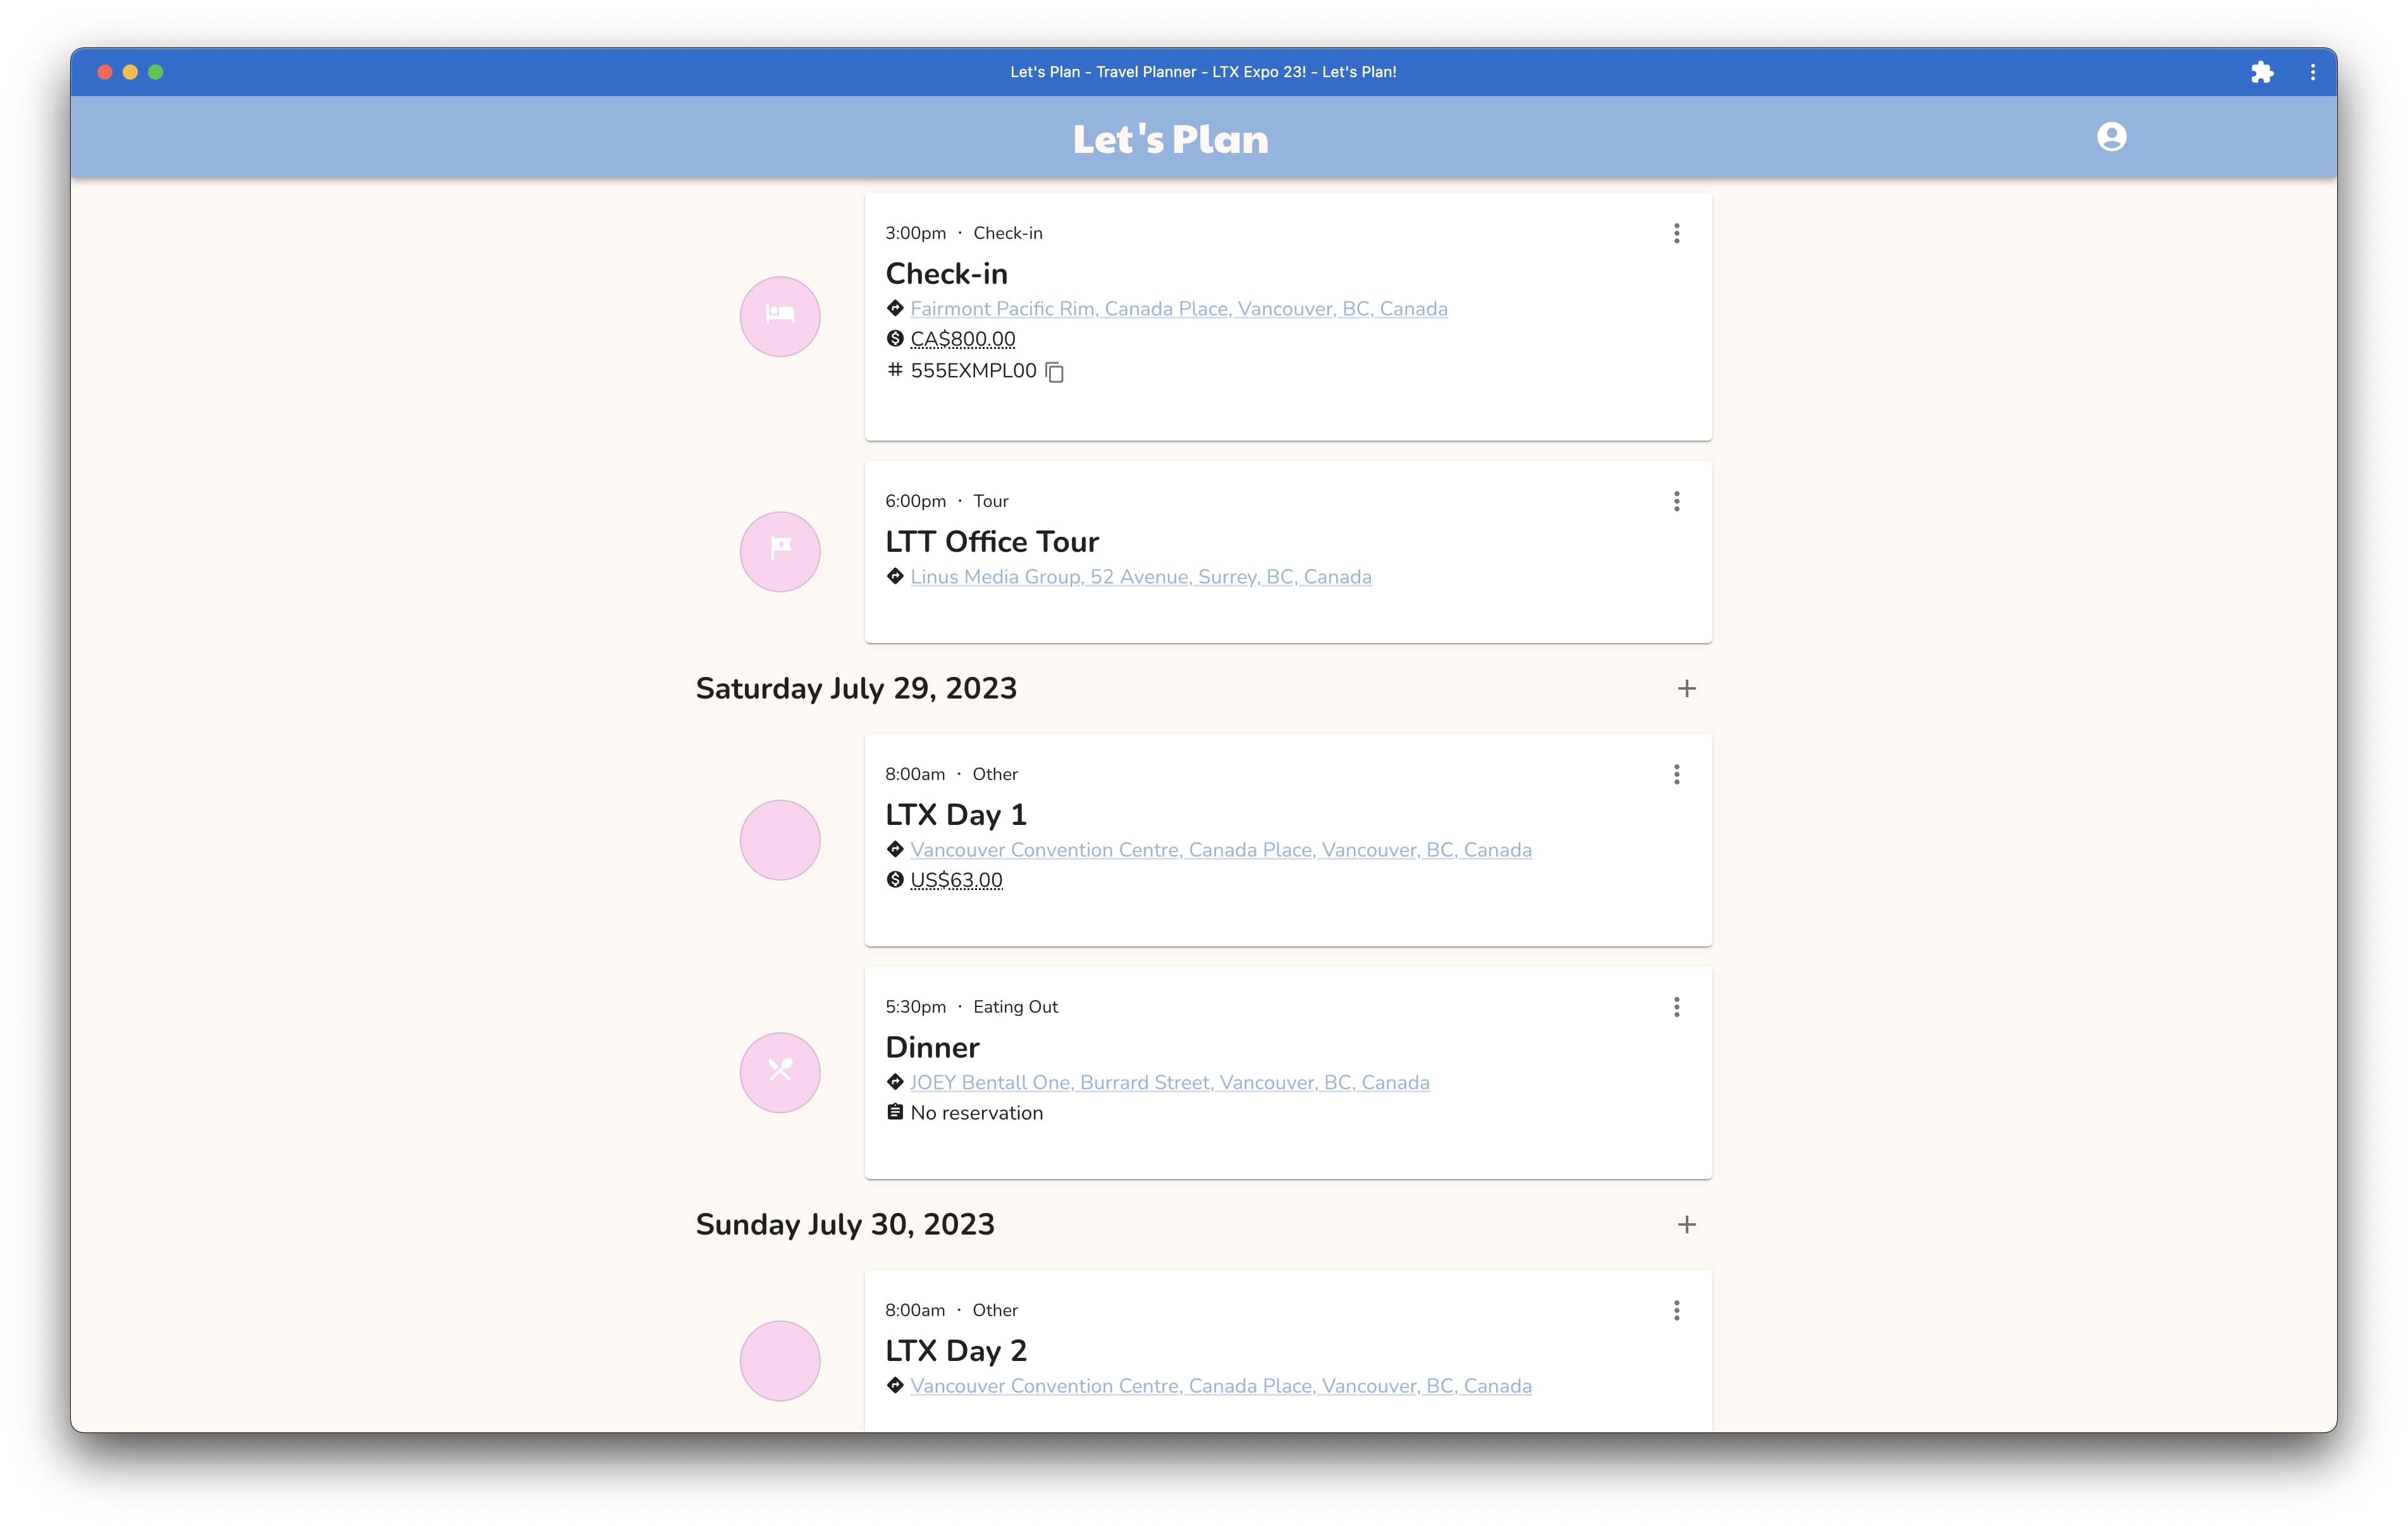 Let's Plan - Travel Planner - LTX Expo 23! - Let's Plan!
Let's Plan
3:00pm · Check-in
Check-in
Fairmont Pacific Rim, Canada Place, Vancouver, BC, Canada
CA$800.00
# 555EXMPL00
6:00pm · Tour
LTT Office Tour
Linus Media Group, 52 Avenue, Surrey, BC, Canada
Saturday July 29, 2023
8:00am · Other
LTX Day 1
Vancouver Convention Centre, Canada Place, Vancouver, BC, Canada
US$63.00
5:30pm · Eating Out
Dinner
JOEY Bentall One, Burrard Street, Vancouver, BC, Canada
No reservation
Sunday July 30, 2023
8:00am · Other
LTX Day 2
Vancouver Convention Centre, Canada Place, Vancouver, BC, Canada